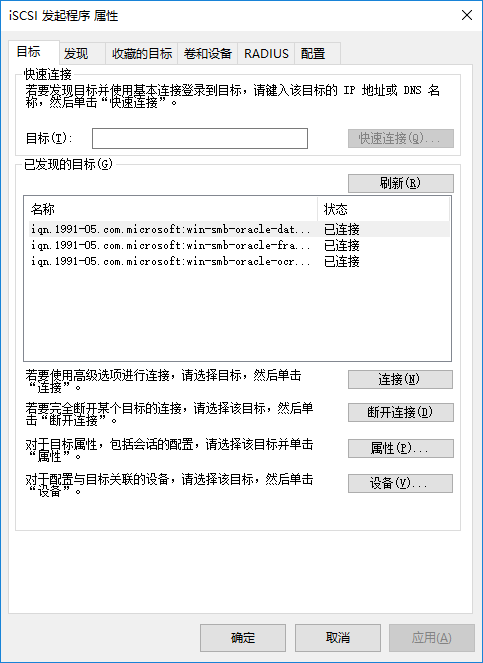 iSCSI 发起程序 属性
目标 发现 收藏的目标 卷和设备 RADIUS 配置
快速连接
若要发现目标并使用基本连接登录到目标，请键入该目标的 IP 地址或 DNS 名
称，然后单击“快速连接”。
目标(T): 快速连接(Q)...
已发现的目标(G)
刷新(R)
名称 状态
iqn.1991-05.com.microsoft:win-smb-oracle-dat... 已连接
iqn.1991-05.com.microsoft:win-smb-oracle-fra... 已连接
iqn.1991-05.com.microsoft:win-smb-oracle-ocr... 已连接
若要使用高级选项进行连接，请选择目标，然后单击
“连接”。
连接(N)
若要完全断开某个目标的连接，请选择该目标，然后单
击“断开连接”。
断开连接(D)
对于目标属性，包括会话的配置，请选择该目标并单击
“属性”。
属性(P)...
对于配置与目标关联的设备，请选择该目标，然后单击
“设备”。
设备(V)...
确定 取消 应用(A)